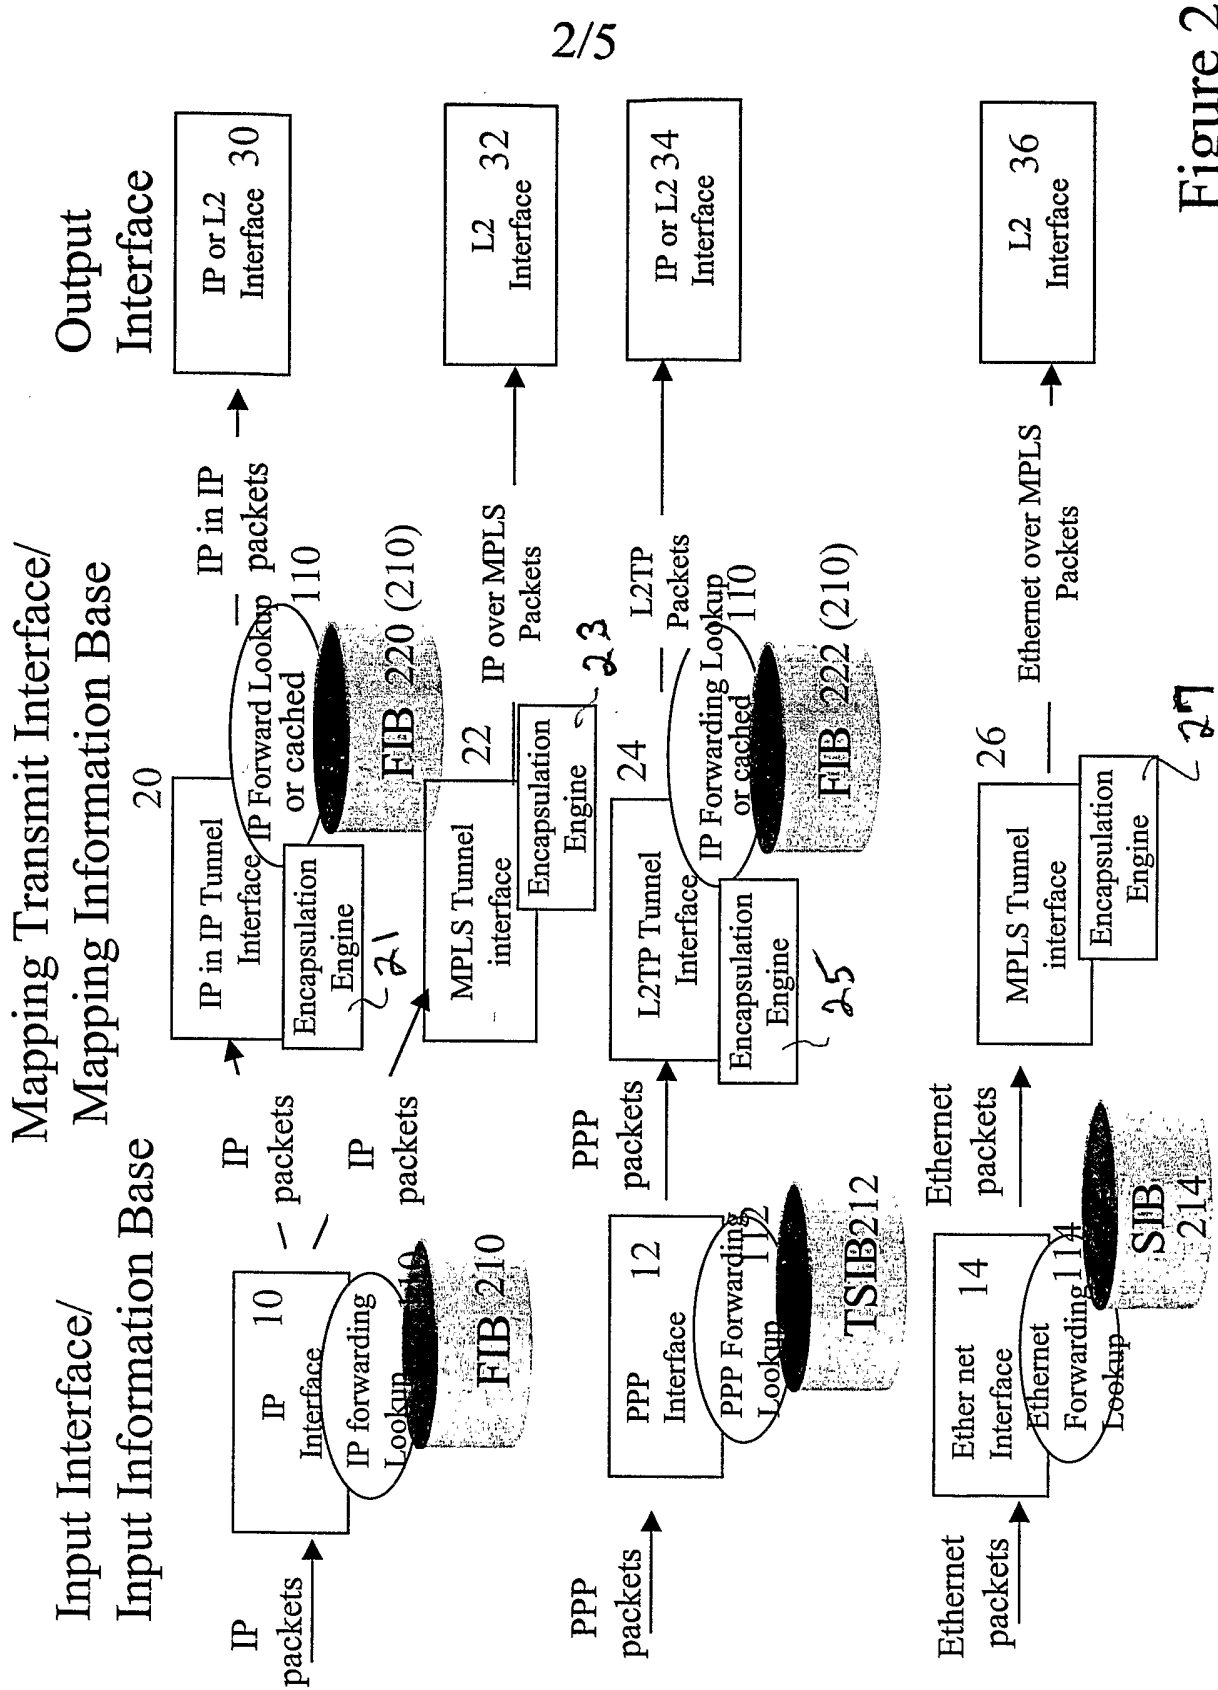 2/5
Input Interface/
Input Information Base
Mapping Transmit Interface/
Mapping Information Base
Output
Interface
IP
packets
IP
Interface
10
IP forwarding
Lookup 110
FIB 210
IP
packets
IP
packets
20
IP in IP Tunnel
Interface
IP Forward Lookup
or cached
110
Encapsulation
Engine
21
FIB 220 (210)
IP in IP
packets
IP or L2
Interface 30
22
MPLS Tunnel
interface
Encapsulation
Engine
23
IP over MPLS
Packets
L2
Interface
32
PPP
packets
PPP
Interface
12
PPP Forwarding
Lookup
112
TSIB212
PPP
packets
24
L2TP Tunnel
Interface
IP Forwarding Lookup
or cached
110
Encapsulation
Engine
25
FIB 222 (210)
L2TP
Packets
IP or L2 34
Interface
Ethernet
packets
Ether net
Interface
14
Ethernet
Forwarding
Lookup
114
SIB
214
Ethernet
packets
26
MPLS Tunnel
interface
Encapsulation
Engine
27
Ethernet over MPLS
Packets
L2
Interface
36
Figure 2